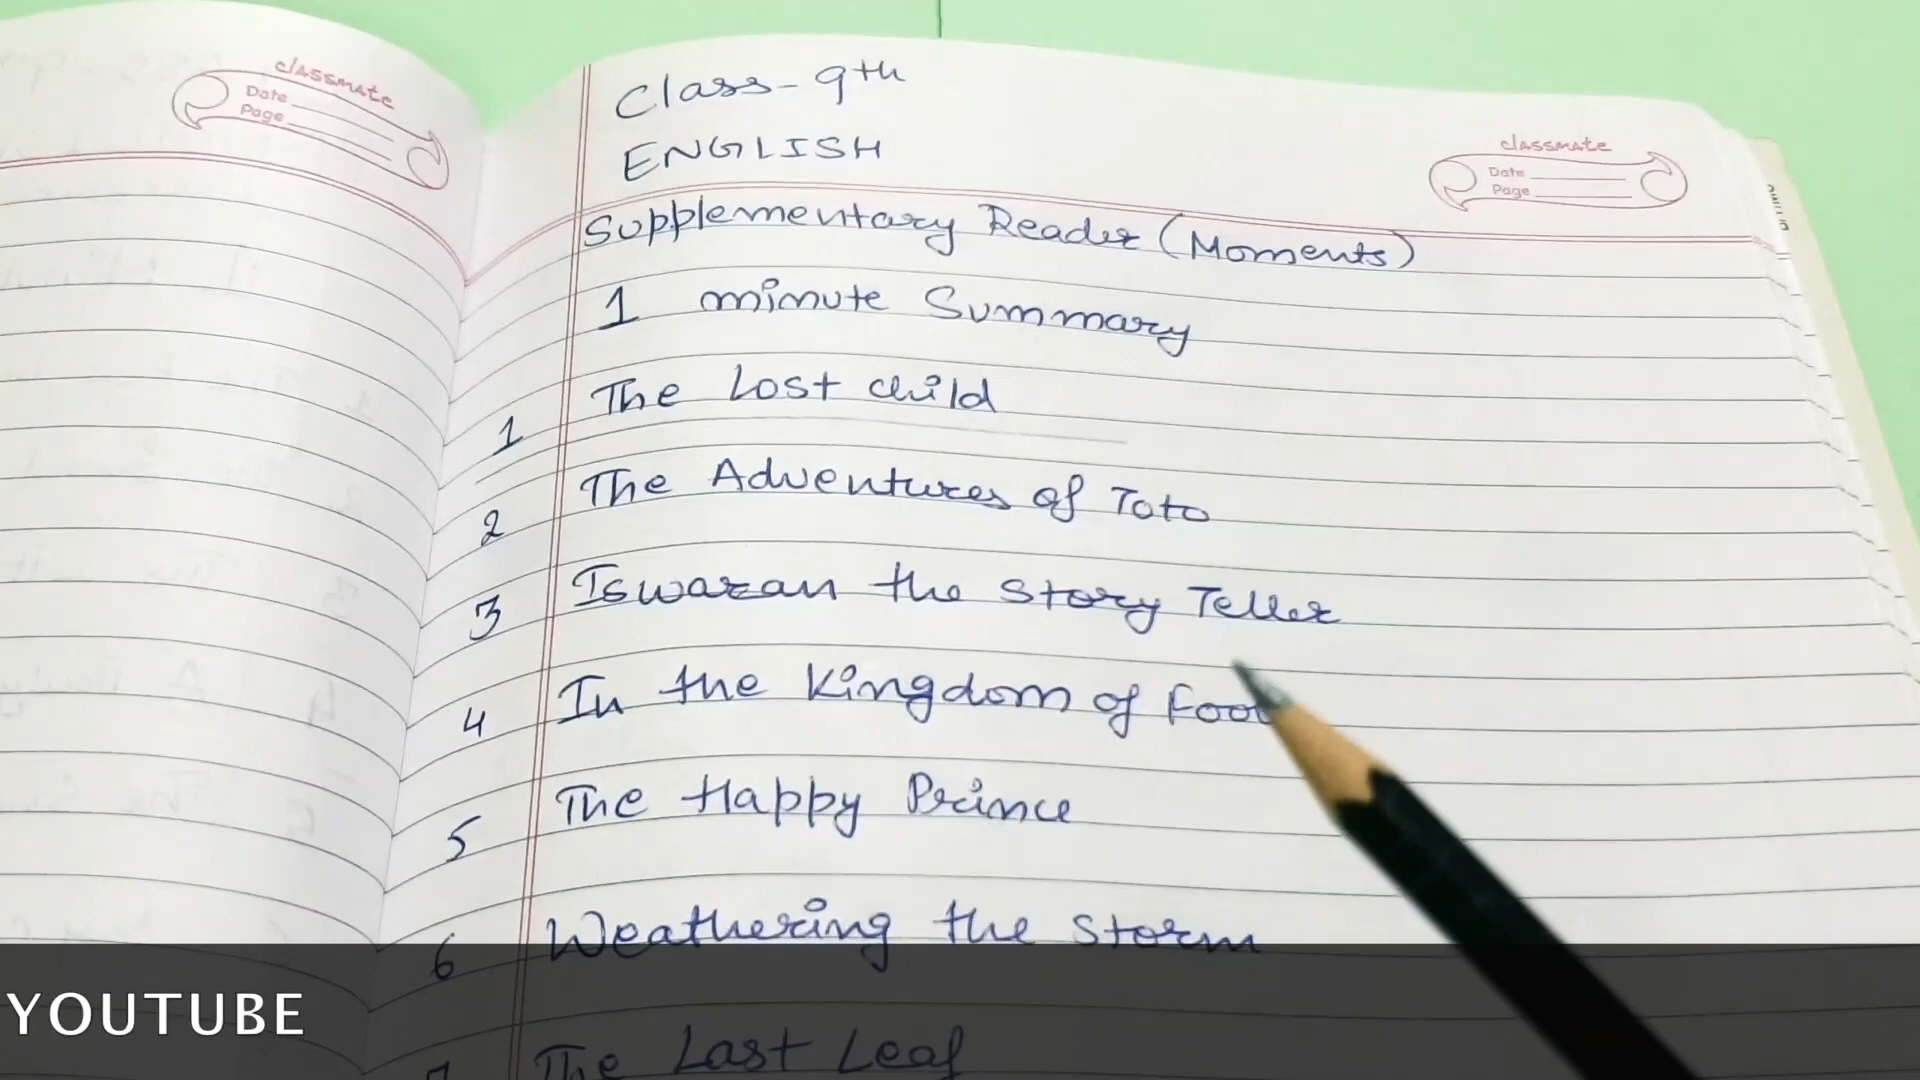 classmate
Date
Page
classmate
Date
Page
Class - 9th
ENGLISH
Supplementary Reader (Moments)
1 minute Summary
1 The Lost child
2 The Adventures of Toto
3 Iswaran the Story Teller
4 In the Kingdom of
5 The Happy Prince
6 Weathering the Storm
7 The Last Leaf
YOUTUBE